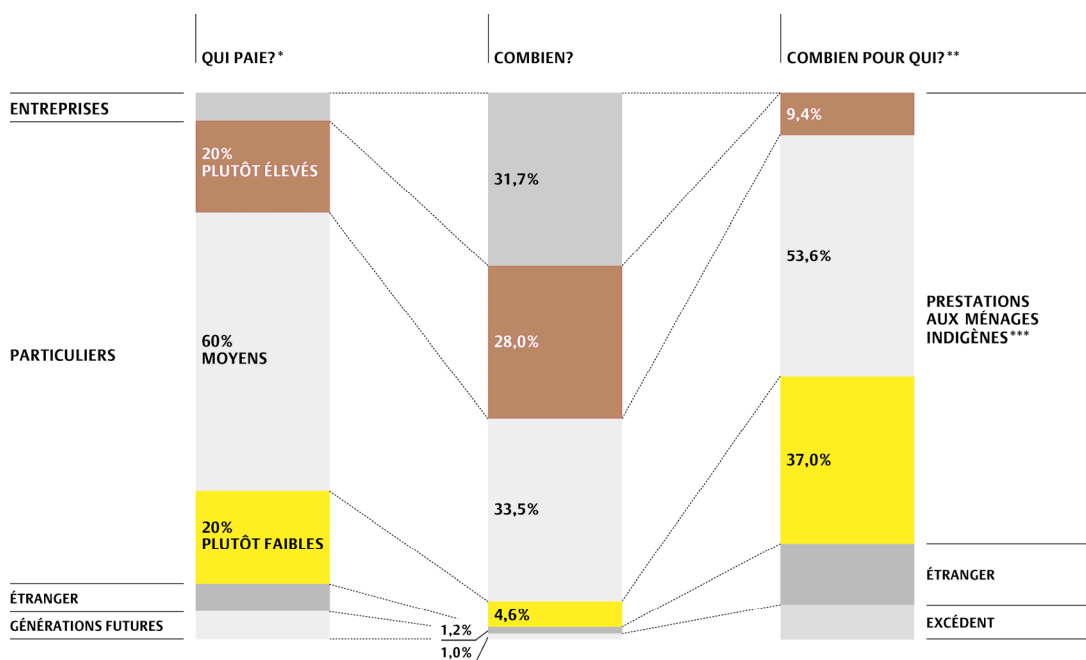 QUI PAIE?*
COMBIEN?
COMBIEN POUR QUI?**
ENTREPRISES
PARTICULIERS
ÉTRANGER
GÉNÉRATIONS FUTURES
20%
PLUTÔT ÉLEVÉS
60%
MOYENS
20%
PLUTÔT FAIBLES
31,7%
28,0%
33,5%
4,6%
1,2%
1,0%
9,4%
53,6%
37,0%
PRESTATIONS
AUX MÉNAGES
INDIGÈNES***
ÉTRANGER
EXCÉDENT